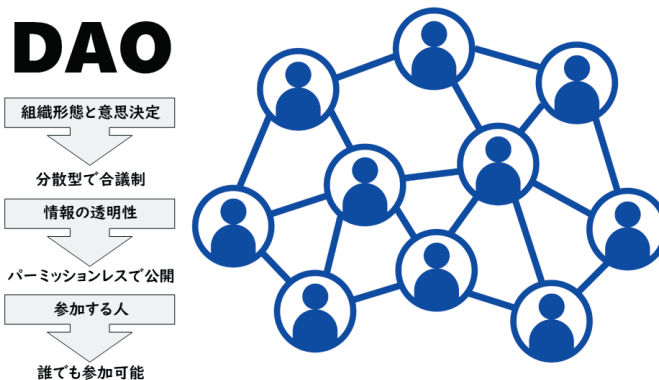 DAO
組織形態と意思決定
分散型で合議制
情報の透明性
パーミッションレスで公開
参加する人
誰でも参加可能